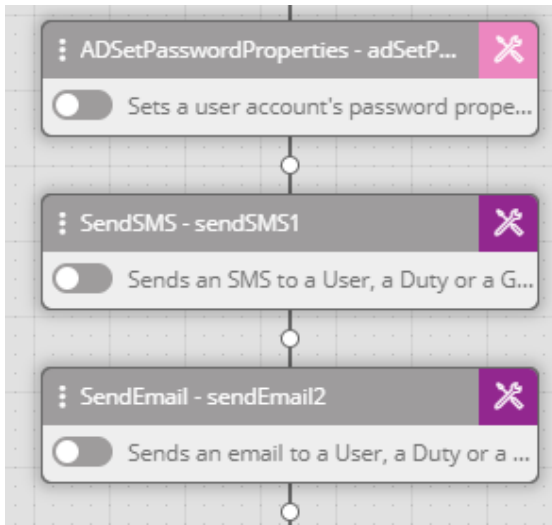 ADSetPasswordProperties - adSetP...
Sets a user account's password prope...
SendSMS - sendSMS1
Sends an SMS to a User, a Duty or a G...
SendEmail - sendEmail2
Sends an email to a User, a Duty or a ...